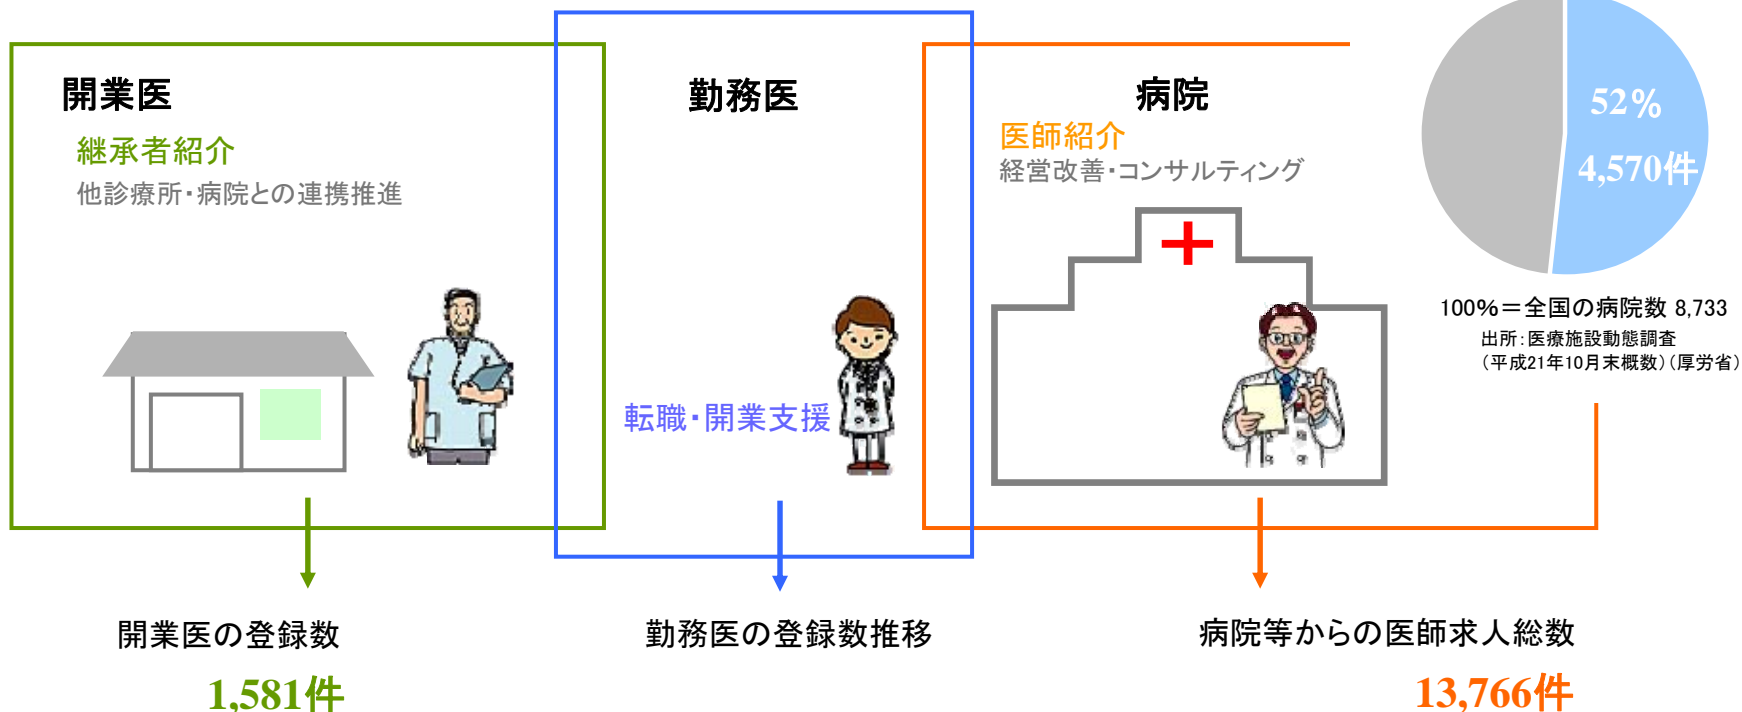 開業医
継承者紹介
他診療所・病院との連携推進
勤務医
転職・開業支援
病院
医師紹介
経営改善・コンサルティング
52%
4,570件
100%＝全国の病院数 8,733
出所：医療施設動態調査
（平成21年10月末概数）（厚労省）
開業医の登録数
1,581件
勤務医の登録数推移
病院等からの医師求人総数
13,766件